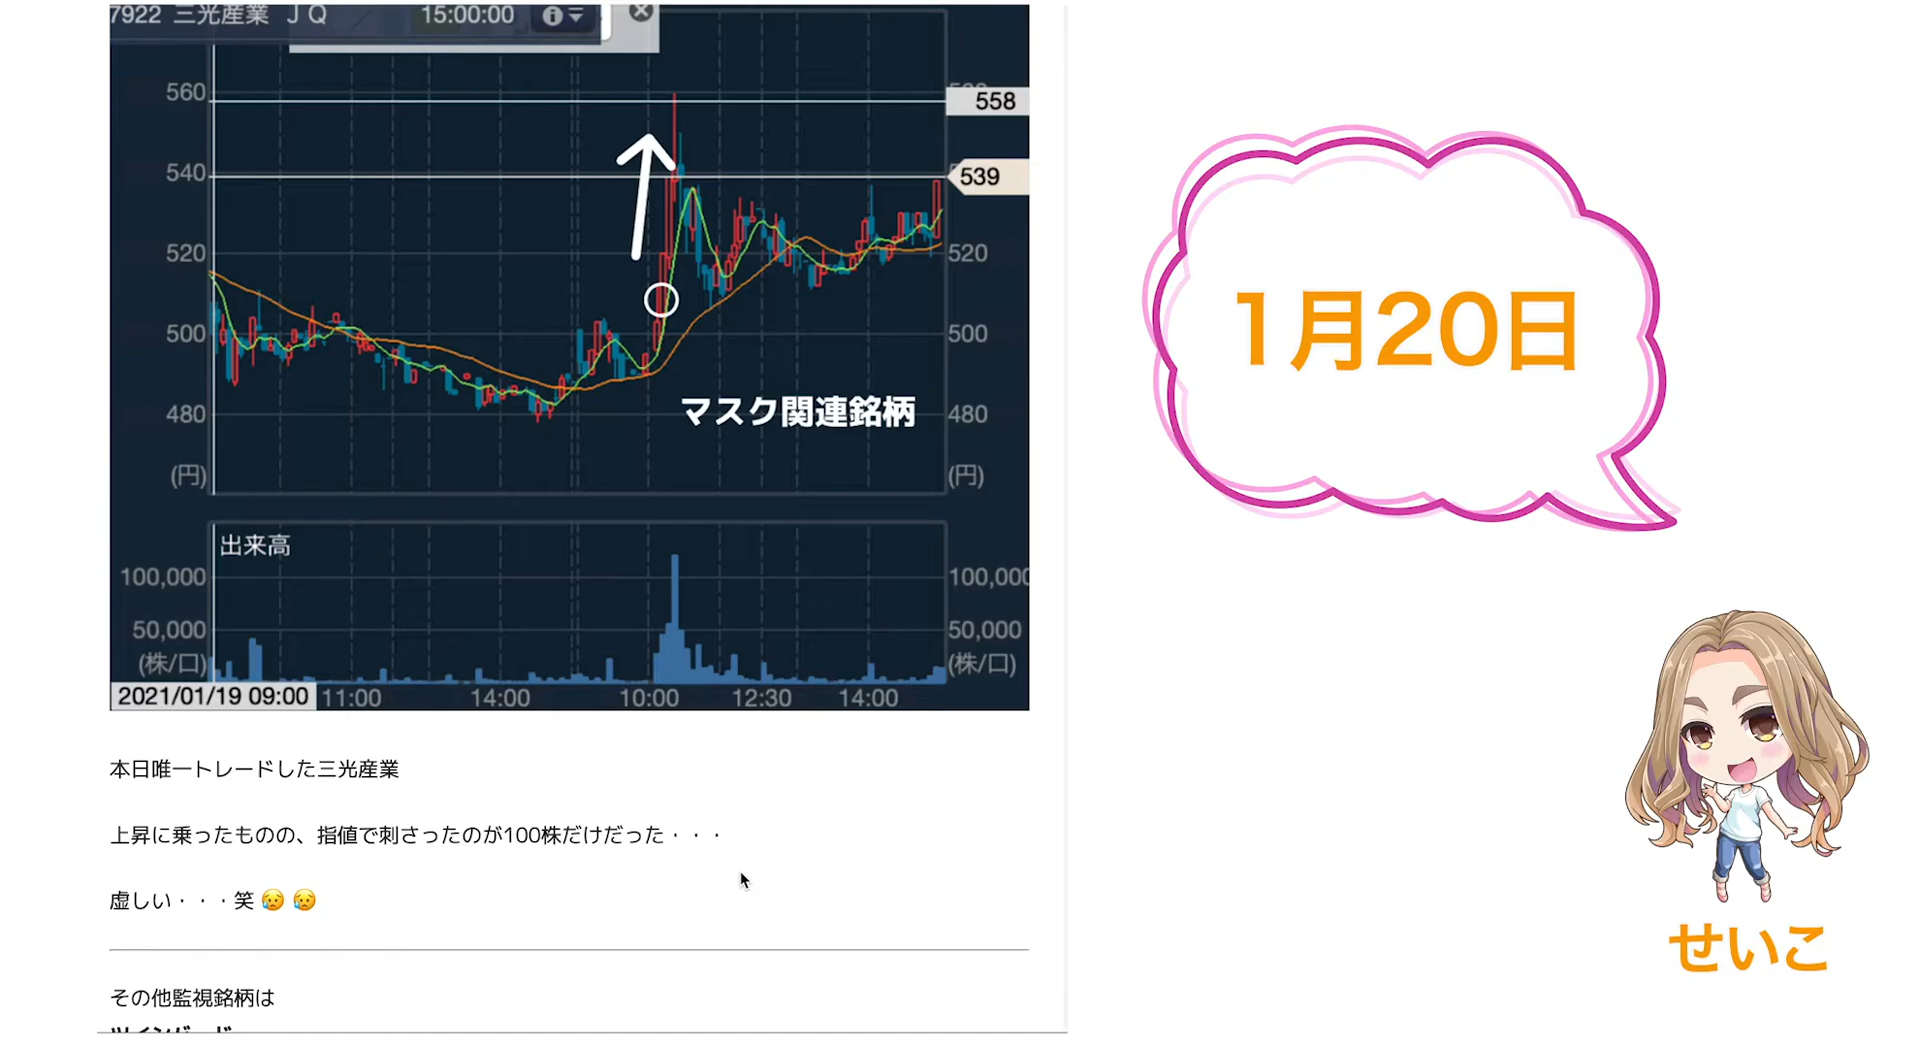 7922 三光産業 JQ 15:00:00
560 558
540 539
520 520
500 500
480 480
マスク関連銘柄
(円) (円)
出来高
100,000 100,000
50,000 50,000
(株/口) (株/口)
2021/01/19 09:00 11:00 14:00 10:00 12:30 14:00
本日唯一トレードした三光産業
上昇に乗ったものの、指値で刺さったのが100株だけだった・・・
虚しい・・・笑 😥 😥
その他監視銘柄は
1月20日
せいこ